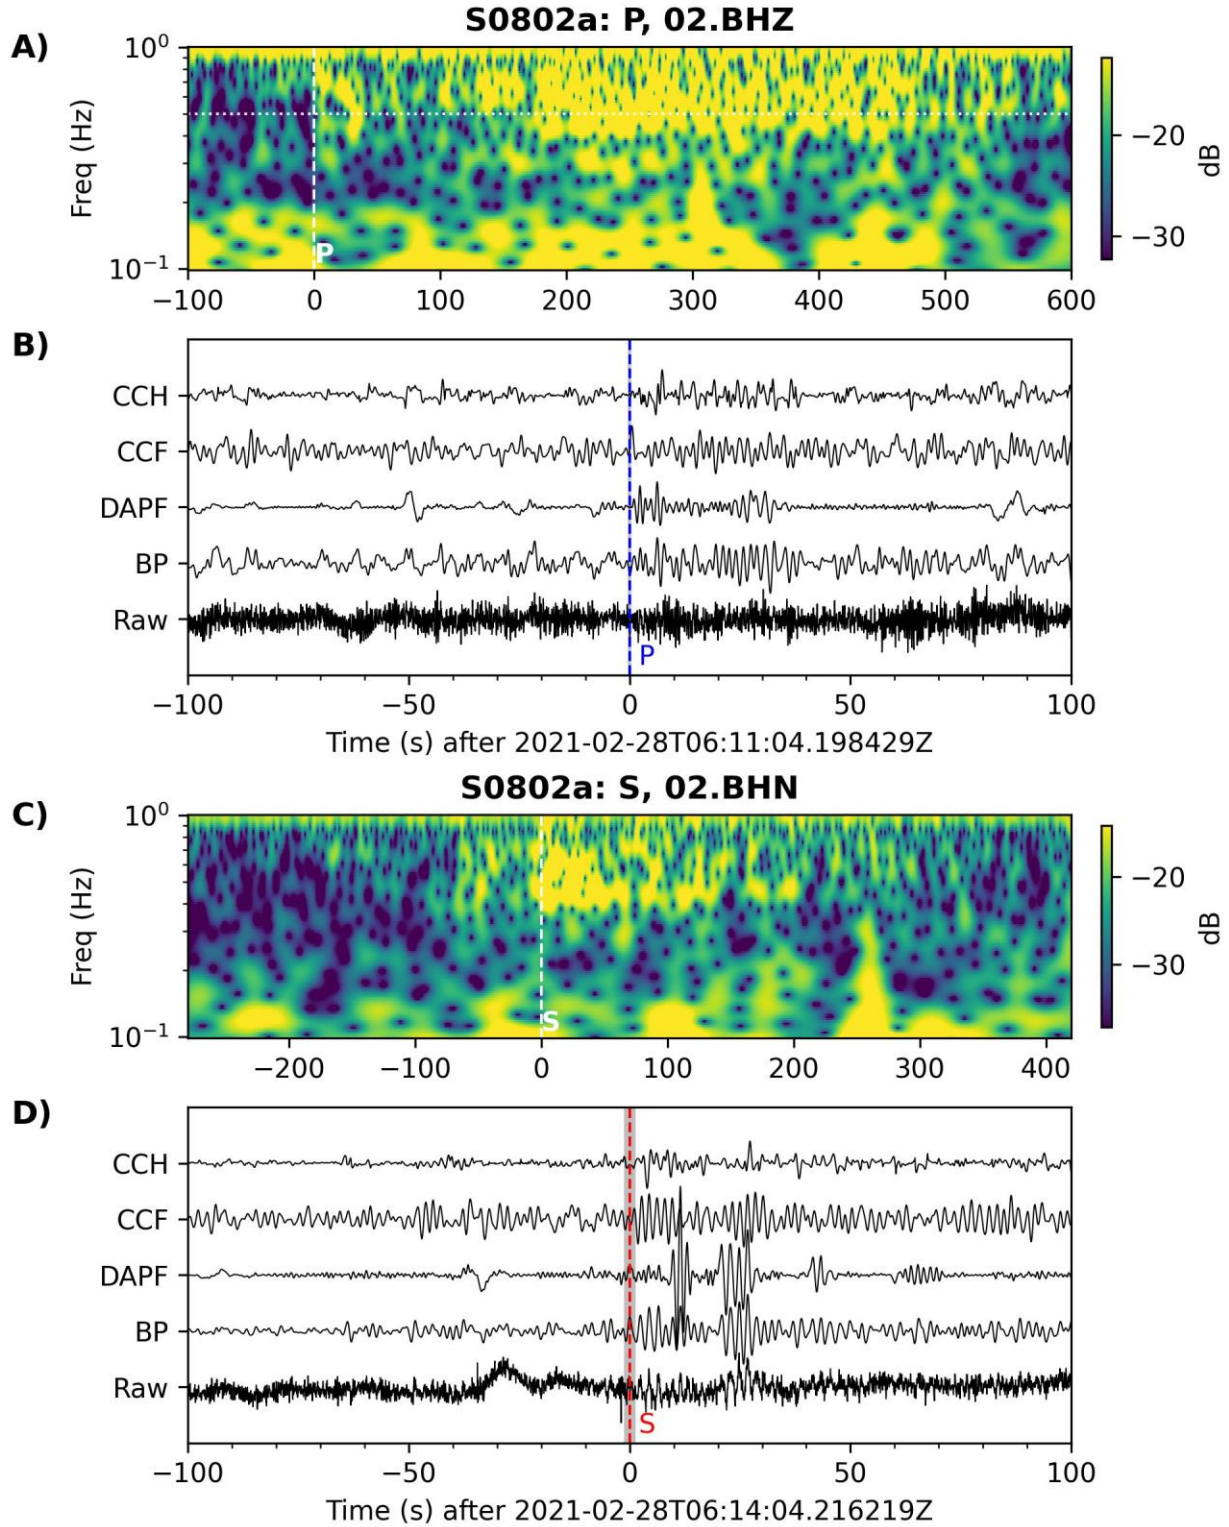 S0802a: P, 02.BHZ
A)
10⁰
Freq (Hz)
10⁻¹
P
−100 0 100 200 300 400 500 600
−20
−30
dB
B)
CCH
CCF
DAPF
BP
Raw
P
−100 −50 0 50 100
Time (s) after 2021-02-28T06:11:04.198429Z
S0802a: S, 02.BHN
C)
10⁰
Freq (Hz)
10⁻¹
S
−200 −100 0 100 200 300 400
−20
−30
dB
D)
CCH
CCF
DAPF
BP
Raw
S
−100 −50 0 50 100
Time (s) after 2021-02-28T06:14:04.216219Z